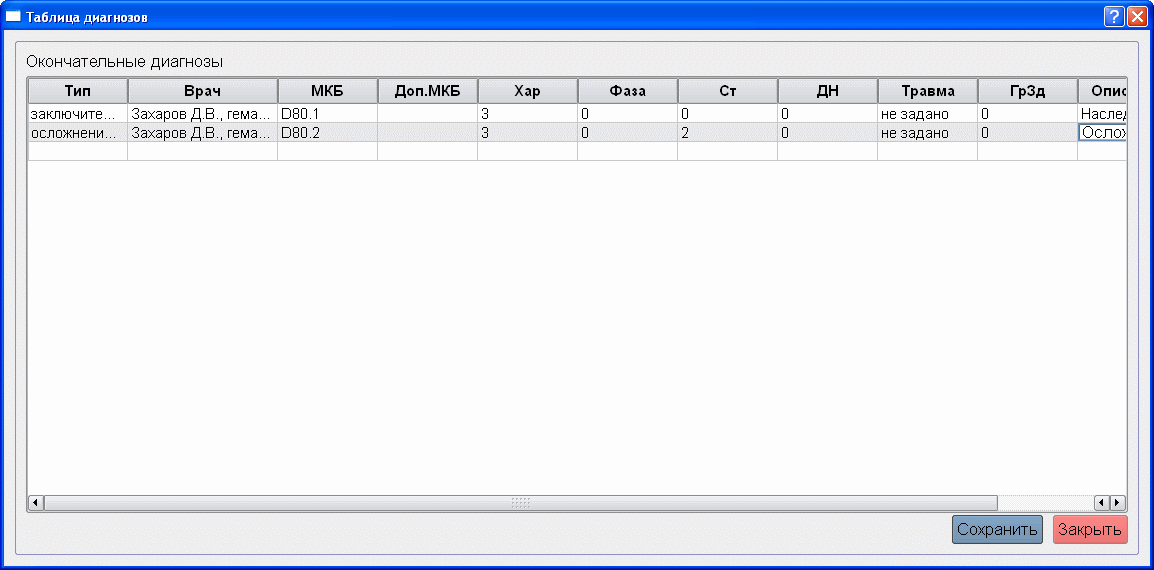 Таблица диагнозов
Окончательные диагнозы
Тип Врач МКБ Доп.МКБ Хар Фаза Ст ДН Травма ГрЗд Опис
заключите... Захаров Д.В., гема... D80.1 3 0 0 0 не задано 0 Наслед
осложнени... Захаров Д.В., гема... D80.2 3 0 2 0 не задано 0 Ослож
Сохранить Закрыть